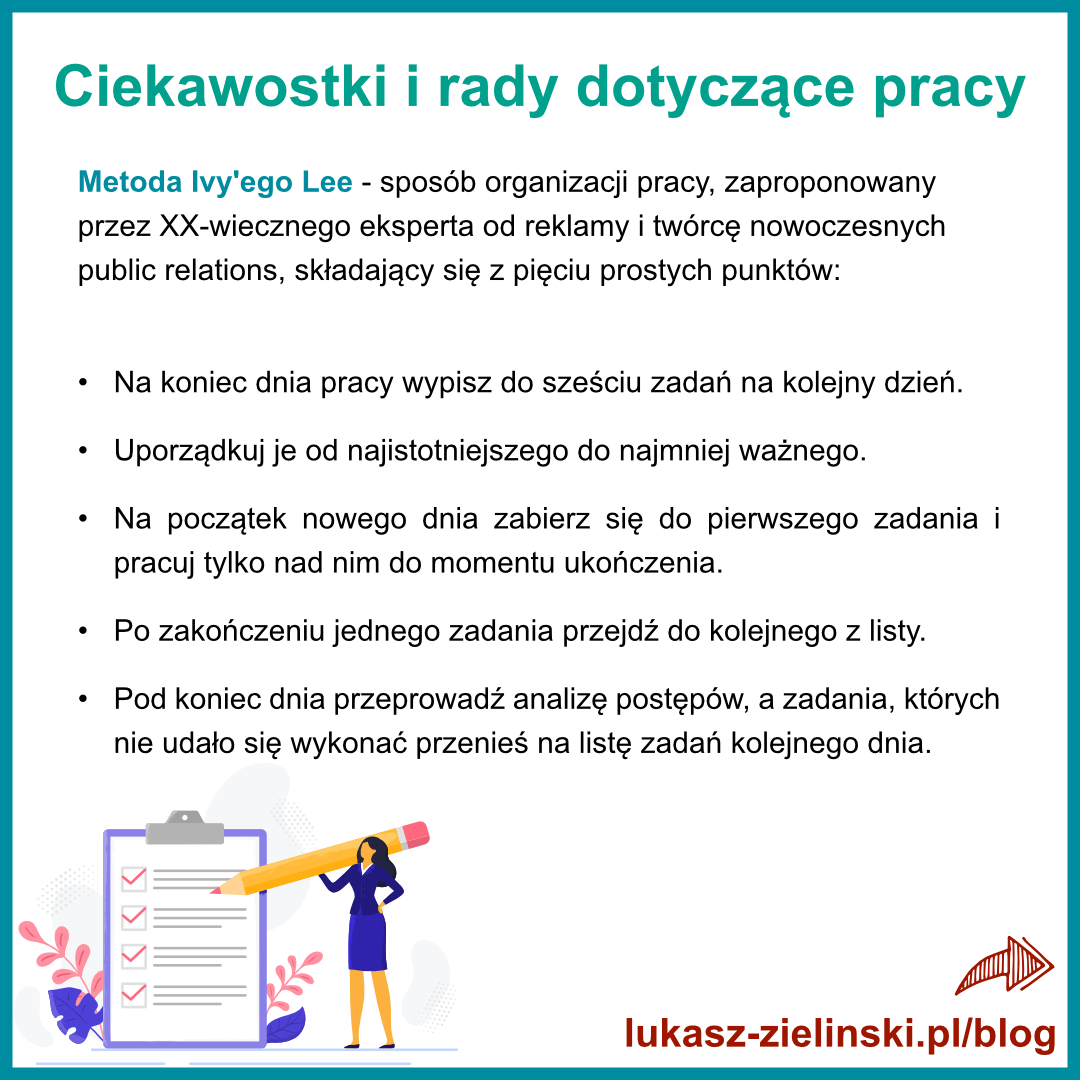 Ciekawostki i rady dotyczące pracy
Metoda Ivy'ego Lee - sposób organizacji pracy, zaproponowany
przez XX-wiecznego eksperta od reklamy i twórcę nowoczesnych
public relations, składający się z pięciu prostych punktów:
• Na koniec dnia pracy wypisz do sześciu zadań na kolejny dzień.
• Uporządkuj je od najistotniejszego do najmniej ważnego.
• Na początek nowego dnia zabierz się do pierwszego zadania i
pracuj tylko nad nim do momentu ukończenia.
• Po zakończeniu jednego zadania przejdź do kolejnego z listy.
• Pod koniec dnia przeprowadź analizę postępów, a zadania, których
nie udało się wykonać przenieś na listę zadań kolejnego dnia.
lukasz-zielinski.pl/blog